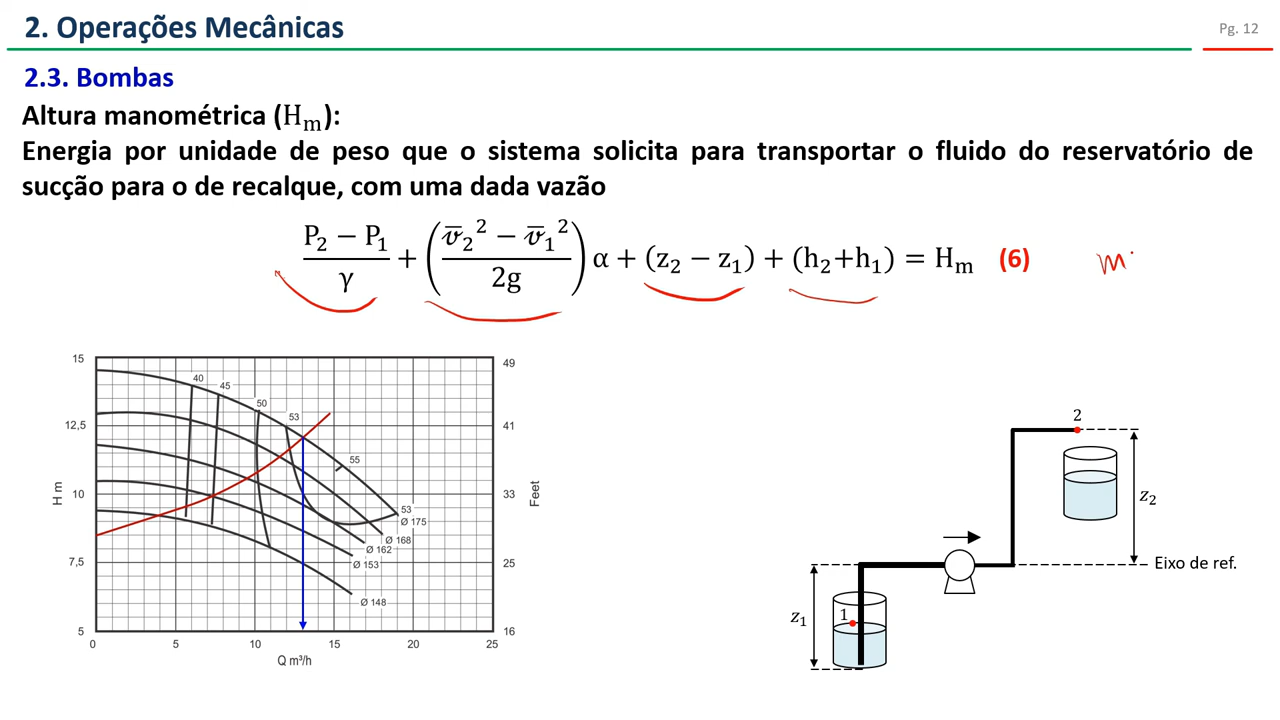 2. Operações Mecânicas
Pg. 12
2.3. Bombas
Altura manométrica (Hm):
Energia por unidade de peso que o sistema solicita para transportar o fluido do reservatório de
sucção para o de recalque, com uma dada vazão
(P₂ − P₁)/γ + ((v̅₂² − v̅₁²)/2g) α + (z₂ − z₁) + (h₂+h₁) = Hm (6)
m
15 49
12,5 41
10 33
7,5 25
5 16
H m
Feet
40
45
50
53
55
53
Ø 175
Ø 168
Ø 162
Ø 153
Ø 148
0 5 10 15 20 25
Q m³/h
2
z₂
Eixo de ref.
z₁
1